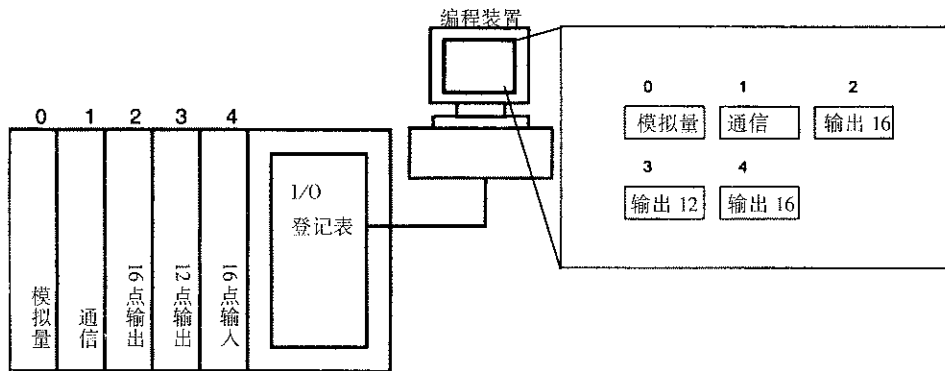 编程装置
0 1 2 3 4
模拟量
通信
16点输出
12点输出
16点输入
I/O
登记表
0 1 2
模拟量 通信 输出 16
3 4
输出 12 输出 16